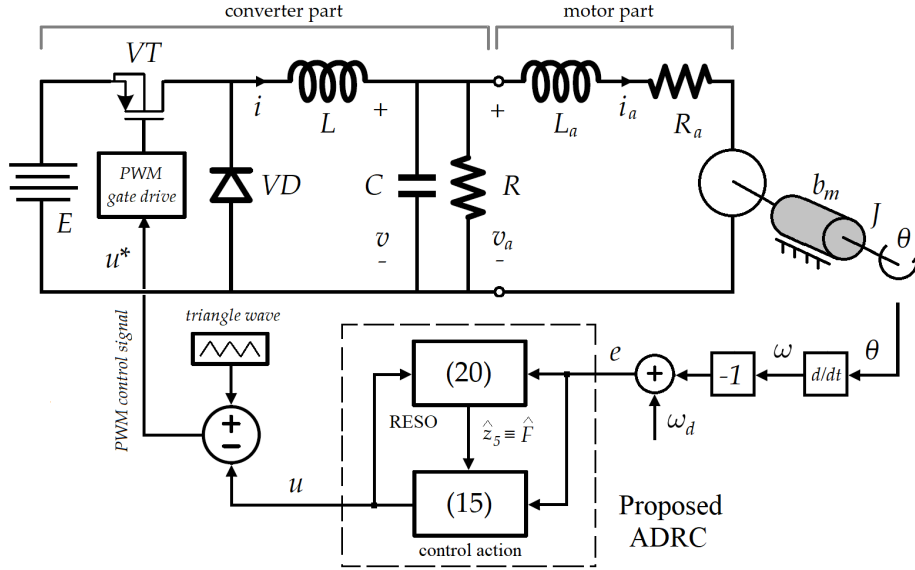 converter part
motor part
VT
i
L
+
+
L_a
i_a
R_a
PWM
gate drive
VD
C
R
b_m
J
θ
E
u*
v
-
v_a
-
PWM control signal
triangle wave
(20)
RESO
ẑ_5 ≡ F̂
(15)
control action
e
+
-1
ω
d/dt
θ
ω_d
+
−
u
Proposed
ADRC